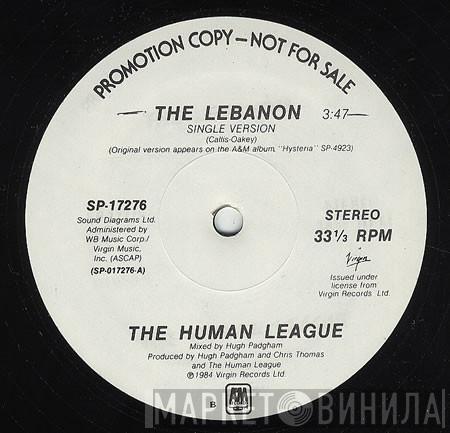 PROMOTION COPY — NOT FOR SALE
THE LEBANON 3:47
SINGLE VERSION
(Callis-Oakey)
(Original version appears on the A&M album, "Hysteria" SP-4923)
SP-17276
Sound Diagrams Ltd.
Administered by
WB Music Corp./
Virgin Music,
Inc. (ASCAP)
(SP-017276-A)
STEREO
33⅓ RPM
Virgin
Issued under
license from
Virgin Records Ltd.
THE HUMAN LEAGUE
Mixed by Hugh Padgham
Produced by Hugh Padgham and Chris Thomas
and The Human League
℗1984 Virgin Records Ltd.
B
A&M
RECORDS
МАРКЕТ ВИНИЛА